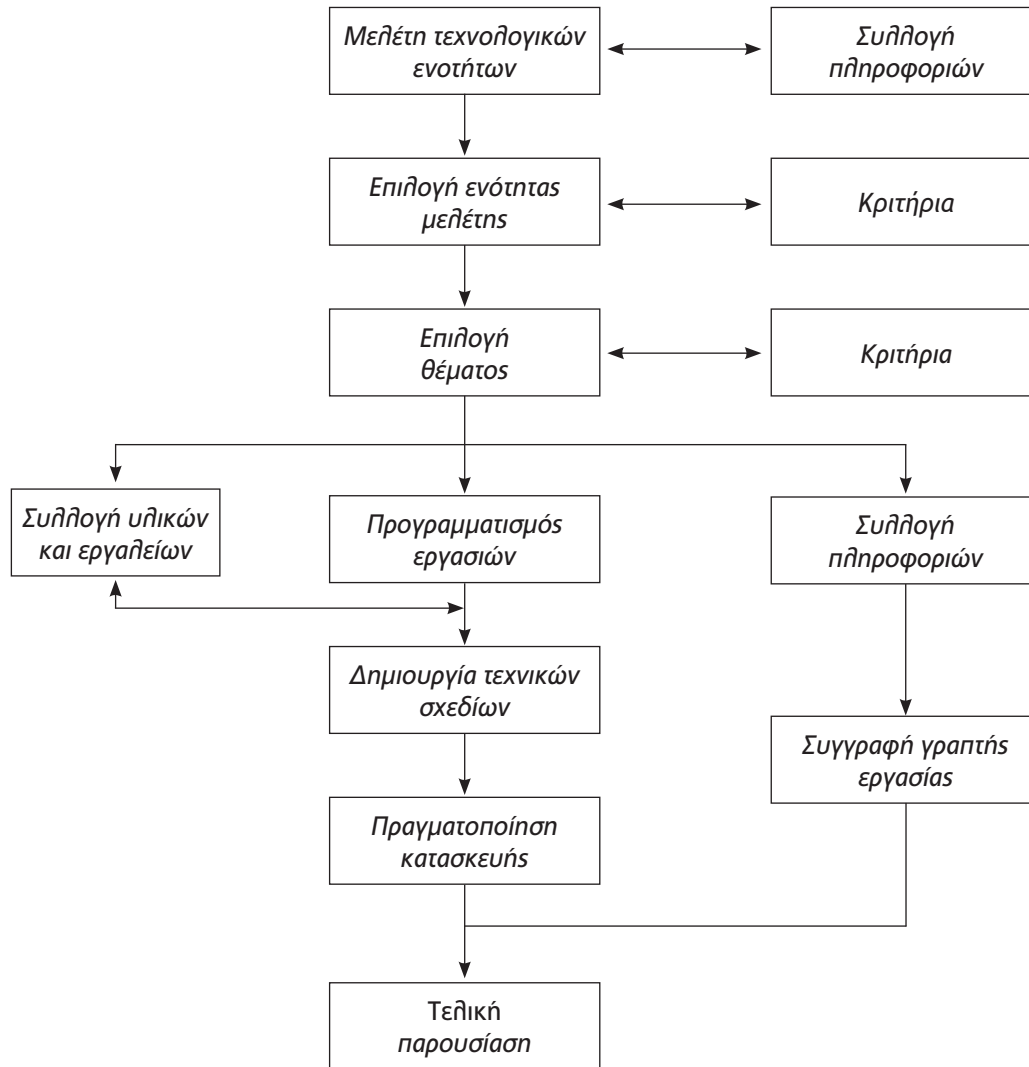 Μελέτη τεχνολογικών
ενοτήτων
Συλλογή
πληροφοριών
Επιλογή ενότητας
μελέτης
Κριτήρια
Επιλογή
θέματος
Κριτήρια
Συλλογή υλικών
και εργαλείων
Προγραμματισμός
εργασιών
Συλλογή
πληροφοριών
Δημιουργία τεχνικών
σχεδίων
Συγγραφή γραπτής
εργασίας
Πραγματοποίηση
κατασκευής
Τελική
παρουσίαση